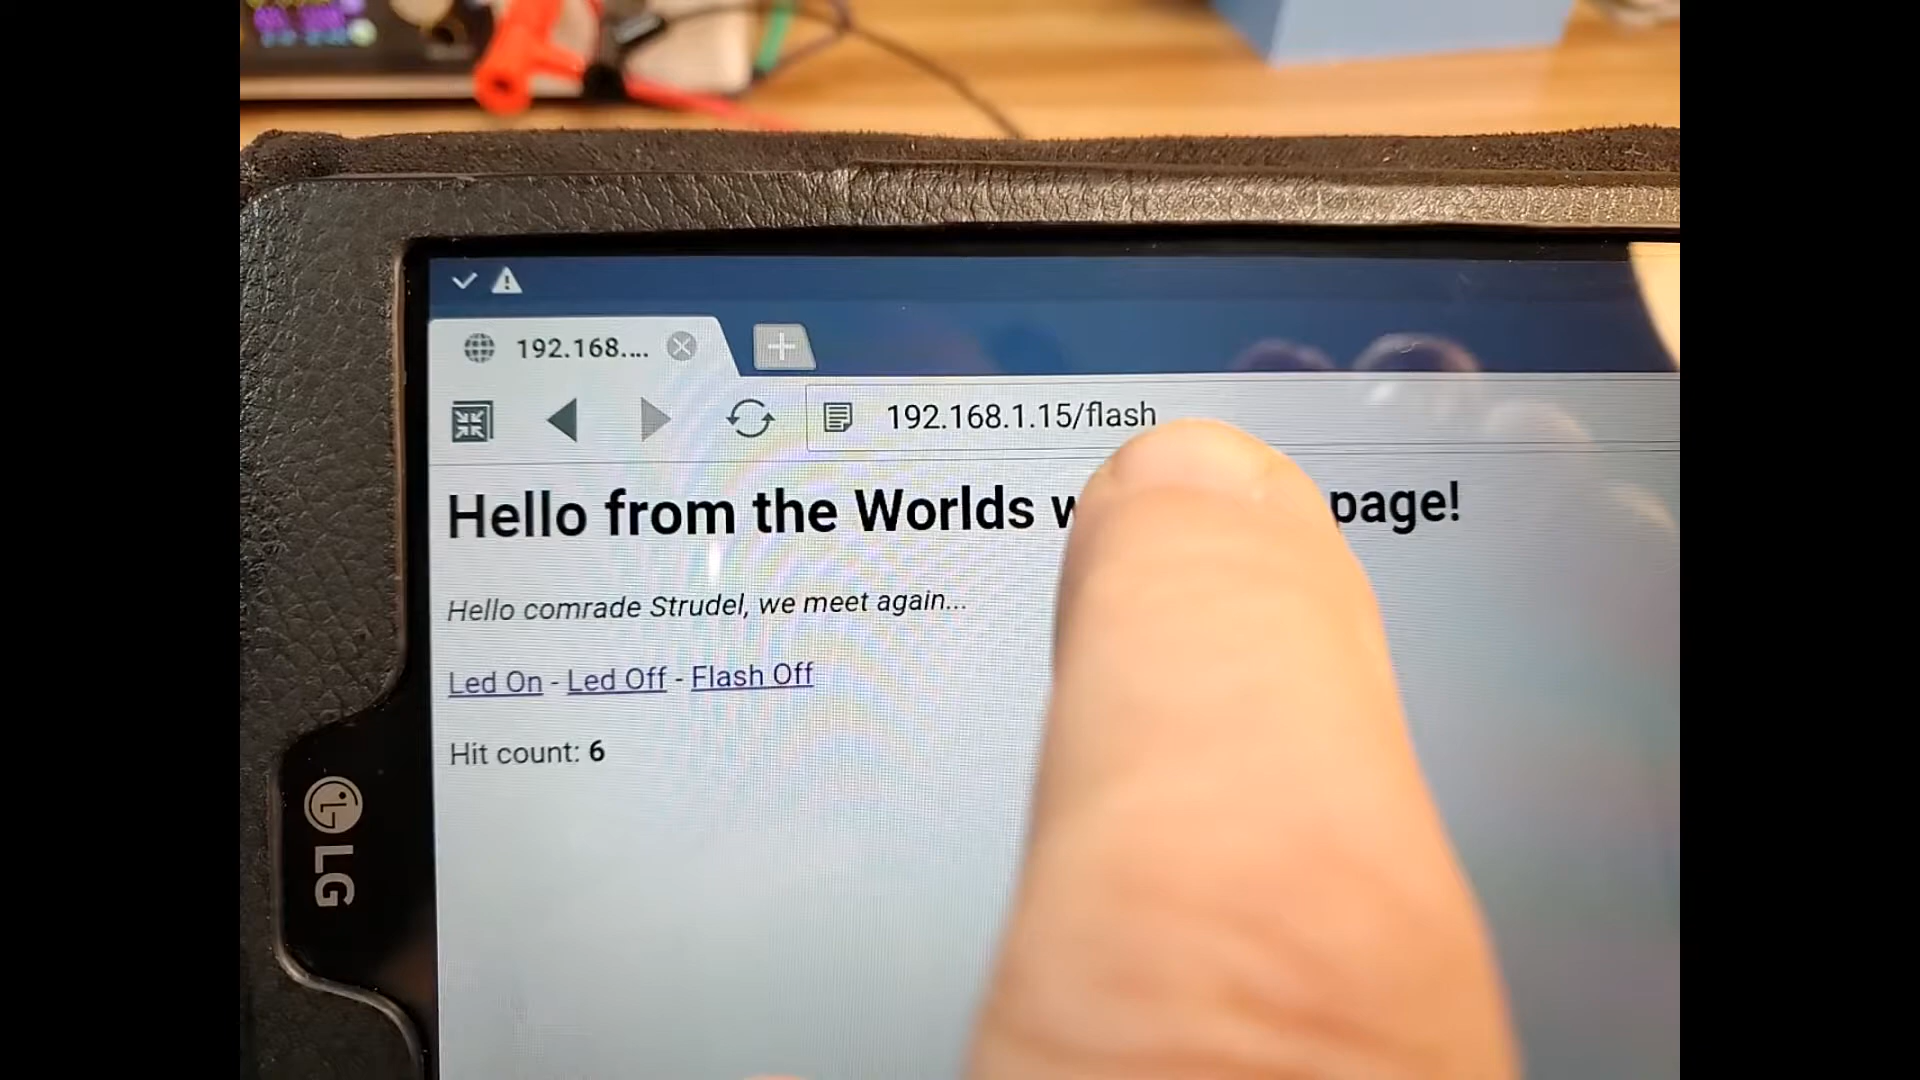 192.168....
192.168.1.15/flash
Hello from the Worlds page!
Hello comrade Strudel, we meet again...
Led On - Led Off - Flash Off
Hit count: 6
LG